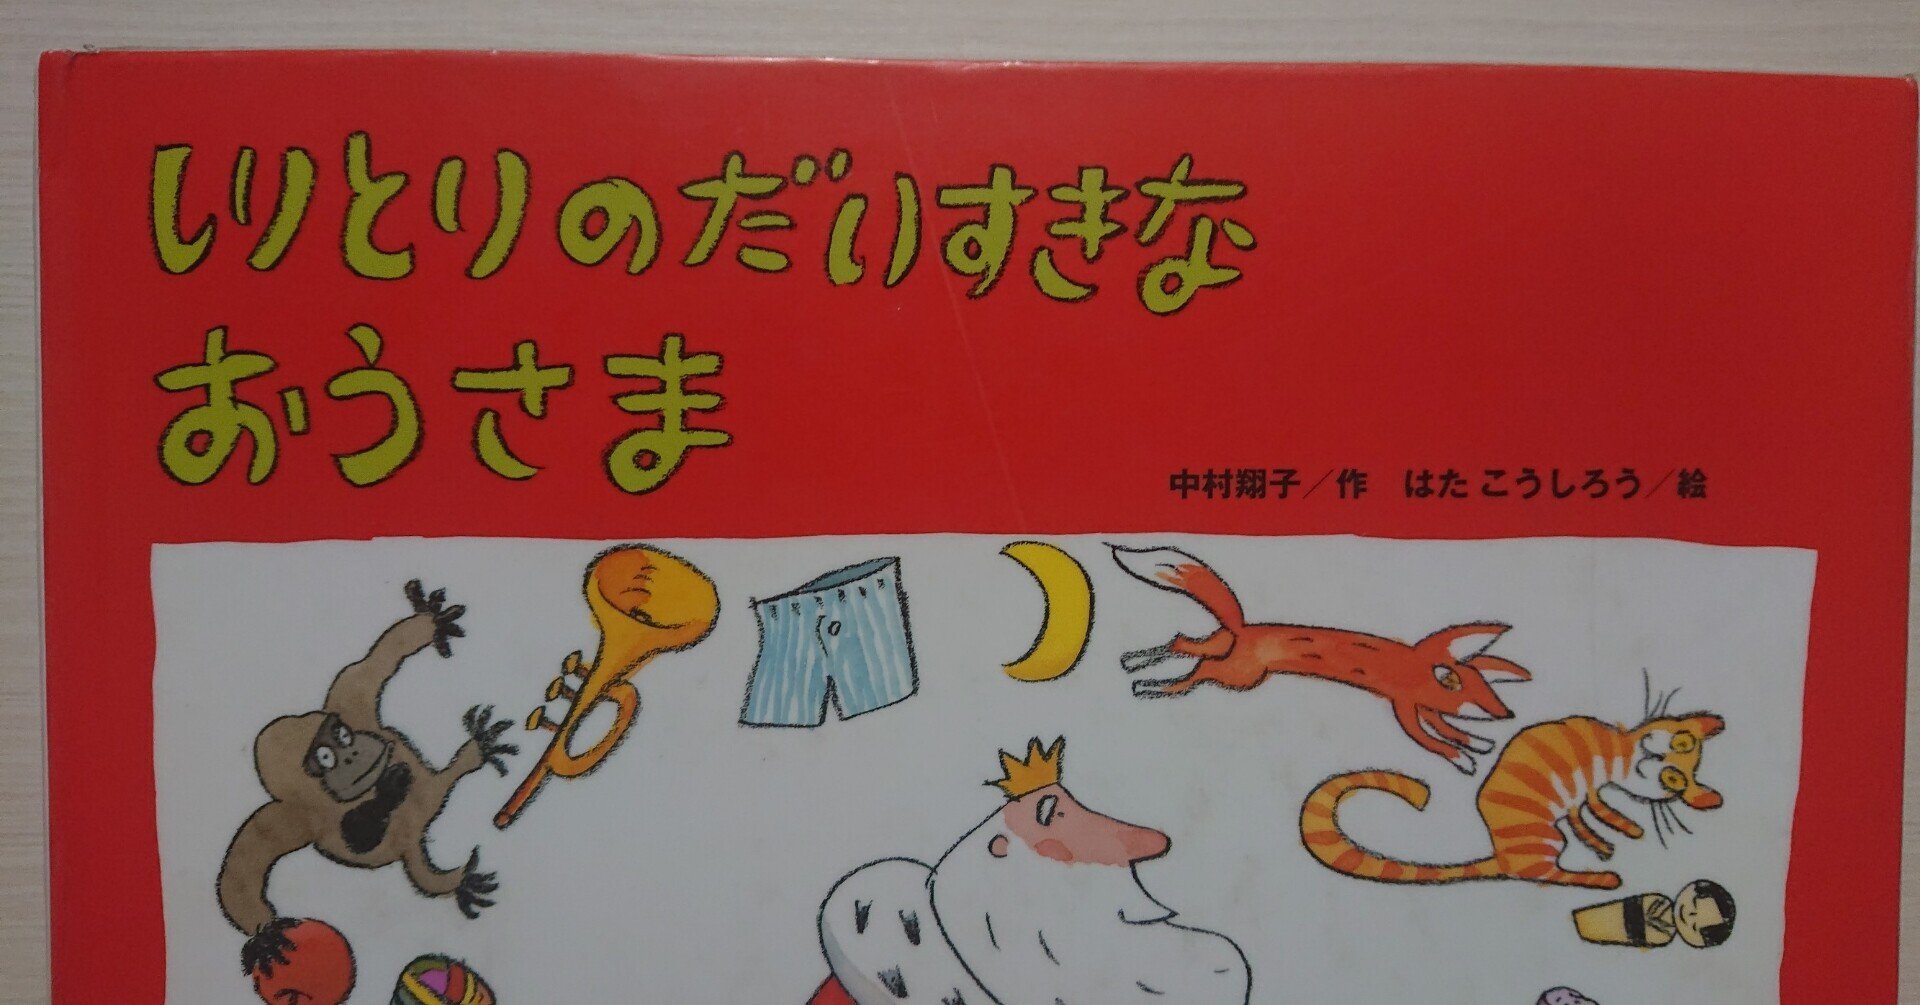 しりとりのだいすきな
おうさま
中村翔子／作　はた こうしろう／絵